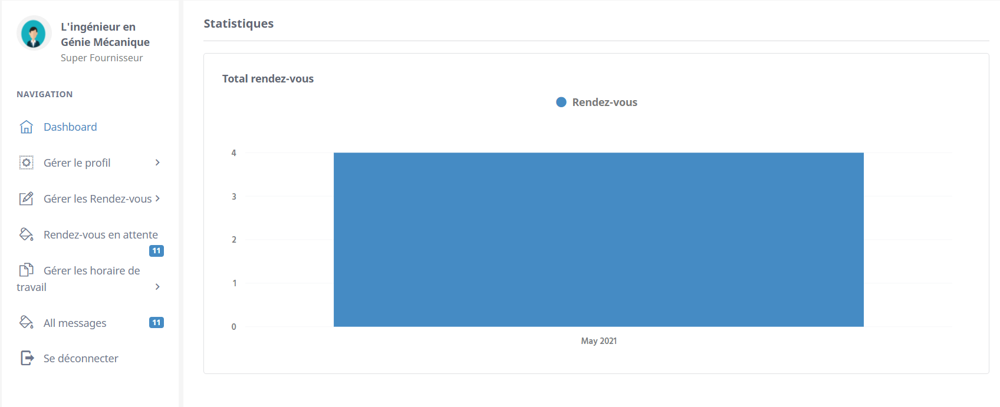 L'ingénieur en
Génie Mécanique
Super Fournisseur
NAVIGATION
Dashboard
Gérer le profil
Gérer les Rendez-vous
Rendez-vous en attente
11
Gérer les horaire de
travail
All messages 11
Se déconnecter
Statistiques
Total rendez-vous
Rendez-vous
4
3
2
1
0
May 2021